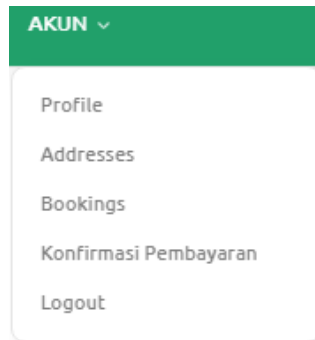 AKUN
Profile
Addresses
Bookings
Konfirmasi Pembayaran
Logout